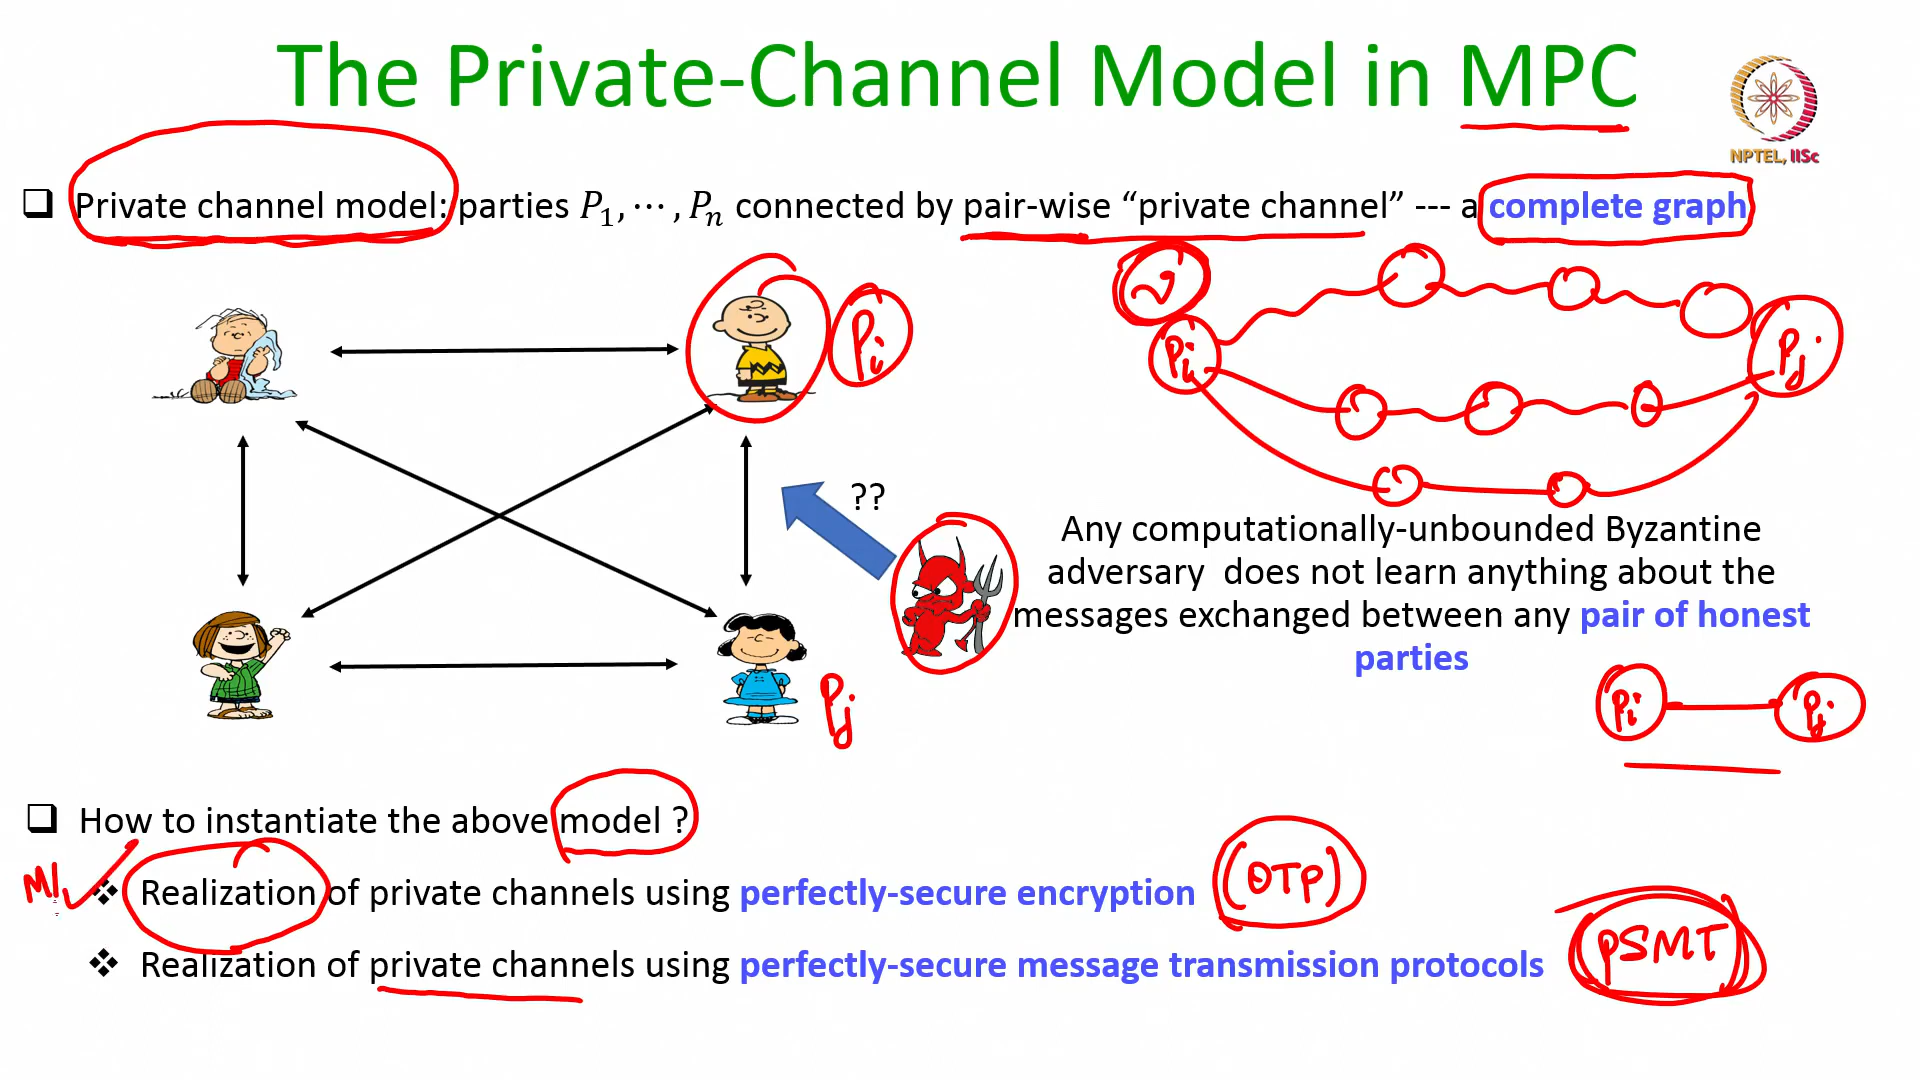 The Private-Channel Model in MPC
NPTEL, IISc
❑ Private channel model: parties P₁, ⋯ , Pₙ connected by pair-wise “private channel” --- a complete graph
Pi
Pi
Pj
??
Any computationally-unbounded Byzantine
adversary does not learn anything about the
messages exchanged between any pair of honest
parties
Pj
Pi
Pj
❑ How to instantiate the above model ?
❖ Realization of private channels using perfectly-secure encryption (OTP)
❖ Realization of private channels using perfectly-secure message transmission protocols PSMT